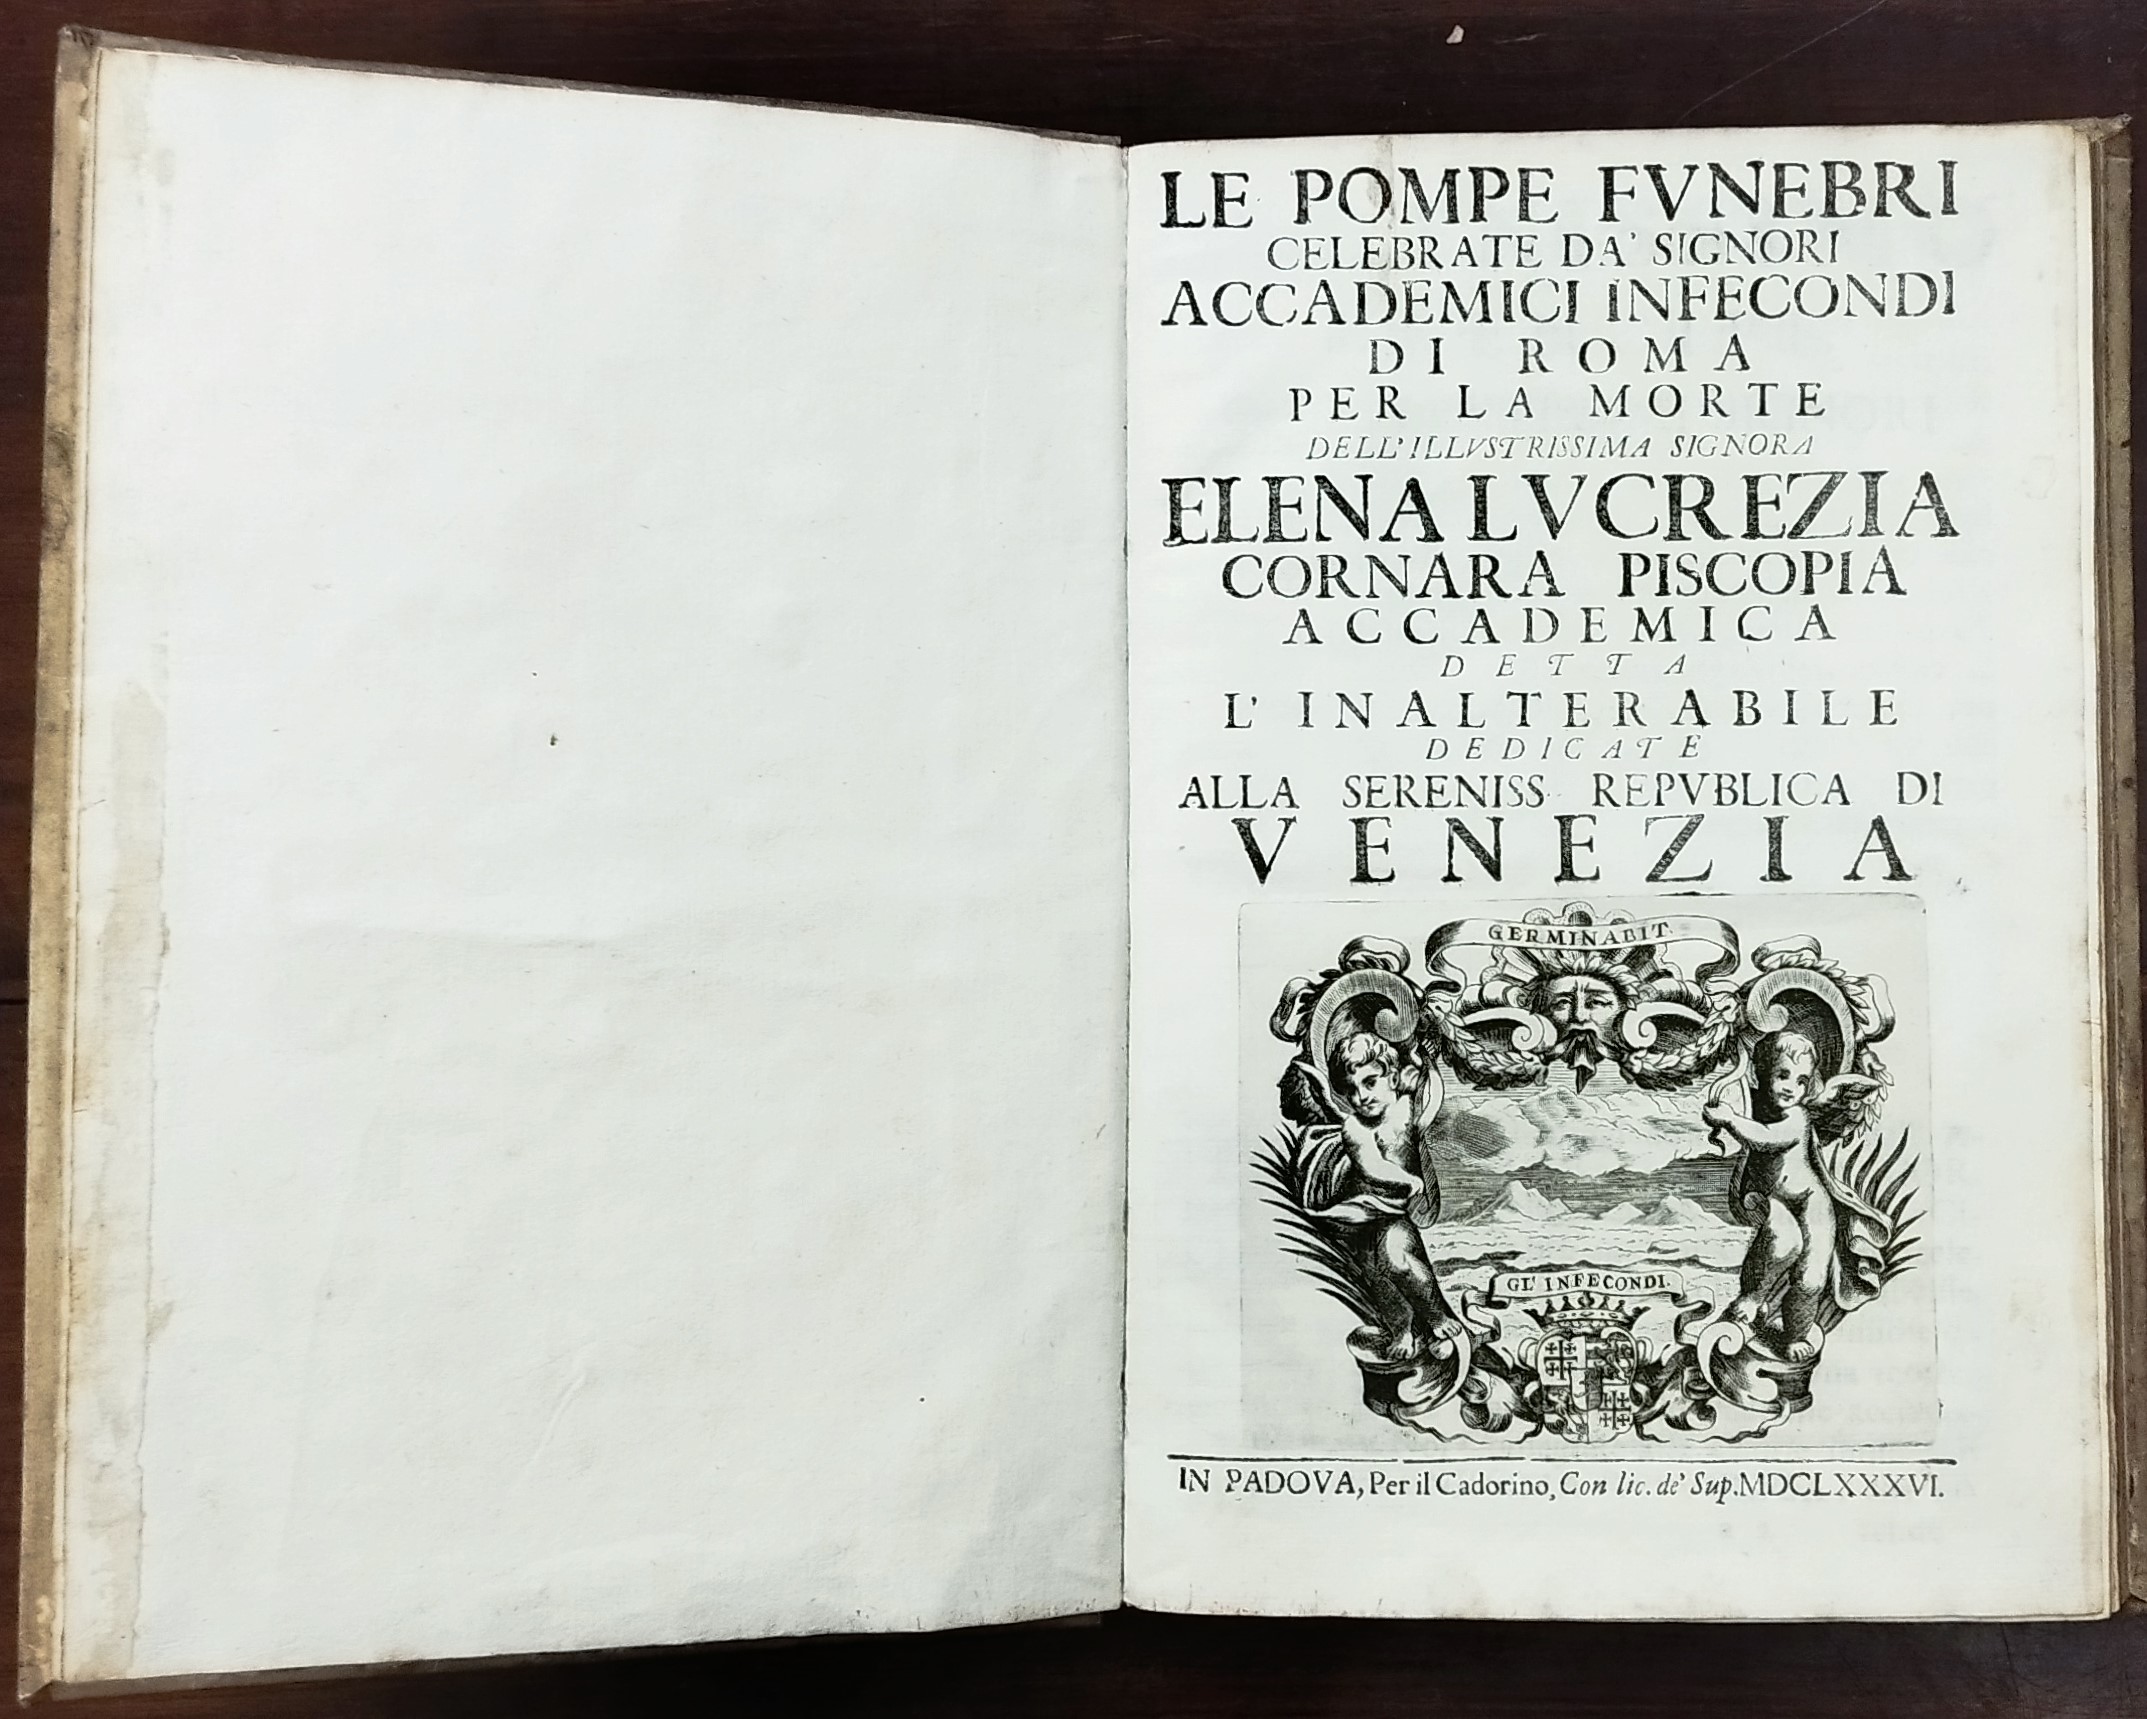 LE POMPE FVNEBRI
CELEBRATE DA' SIGNORI
ACCADEMICI INFECONDI
DI ROMA
PER LA MORTE
DELL'ILLVSTRISSIMA SIGNORA
ELENA LVCREZIA
CORNARA PISCOPIA
ACCADEMICA
DETTA
L'INALTERABILE
DEDICATE
ALLA SERENISS. REPVBLICA DI
VENEZIA
GERMINABIT.
GL' INFECONDI.
IN PADOVA, Per il Cadorino, Con lic. de' Sup. MDCLXXXVI.